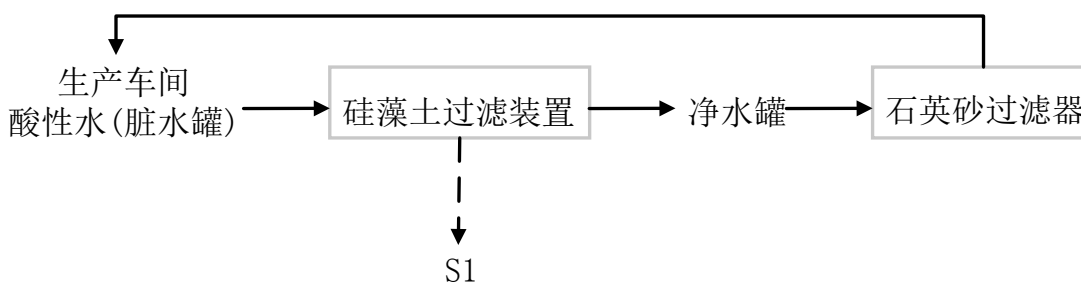 生产车间
酸性水(脏水罐)
硅藻土过滤装置
净水罐
石英砂过滤器
S1